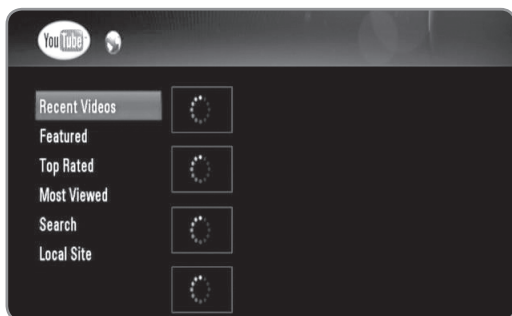 YouTube
Recent Videos
Featured
Top Rated
Most Viewed
Search
Local Site